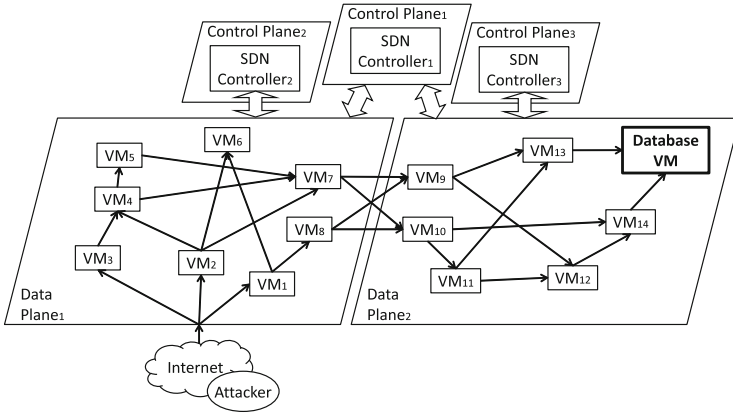 Control Plane2
SDN
Controller2
Control Plane1
SDN
Controller1
Control Plane3
SDN
Controller3
VM6
VM5
VM7
VM4
VM8
VM3
VM2
VM1
Data
Plane1
VM13
Database
VM
VM9
VM14
VM10
VM11
VM12
Data
Plane2
Internet
Attacker